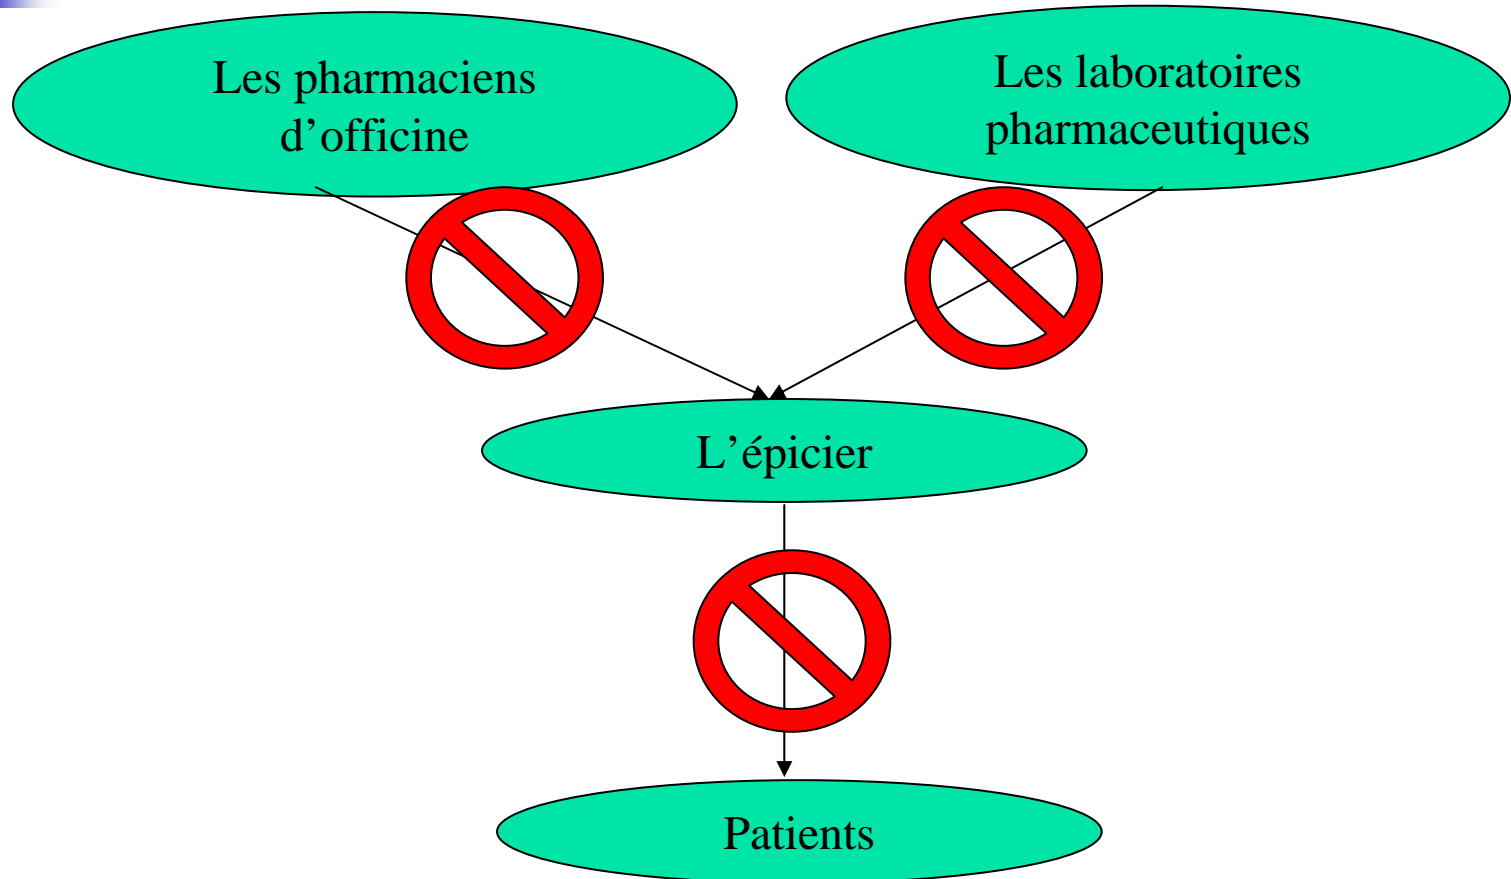 Les pharmaciens
d’officine
Les laboratoires
pharmaceutiques
L’épicier
Patients